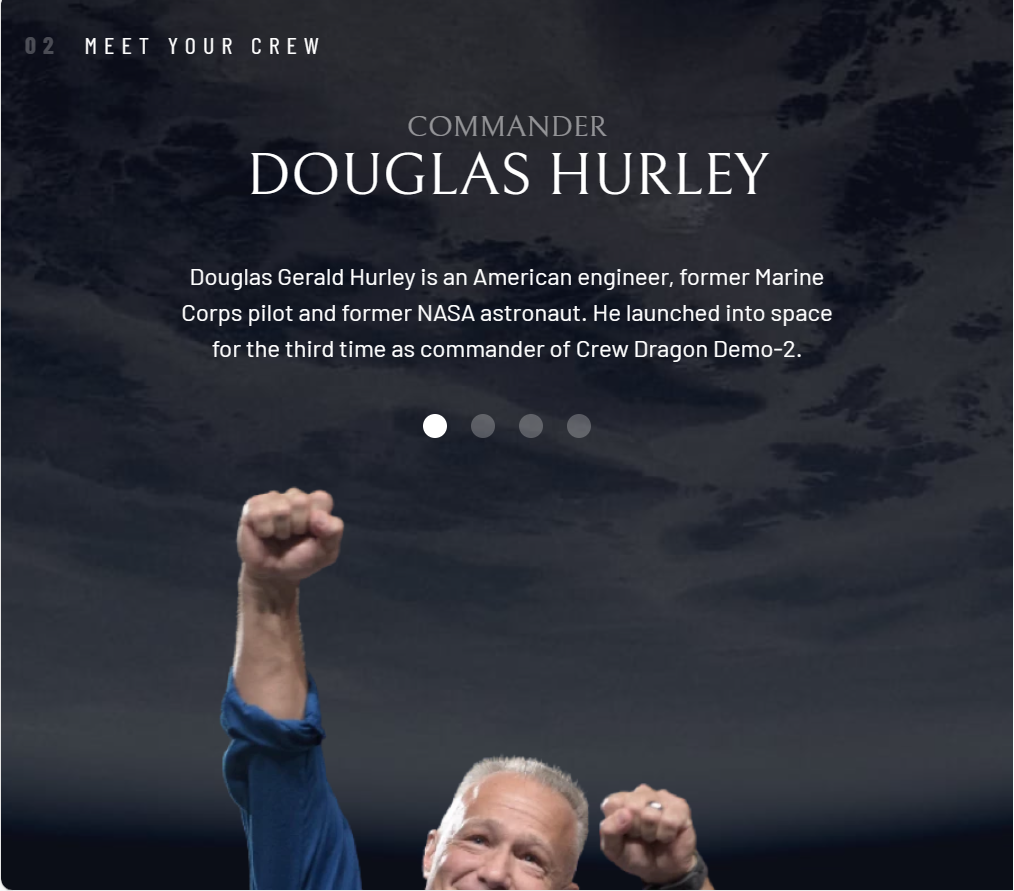 02 MEET YOUR CREW
COMMANDER
DOUGLAS HURLEY
Douglas Gerald Hurley is an American engineer, former Marine
Corps pilot and former NASA astronaut. He launched into space
for the third time as commander of Crew Dragon Demo-2.